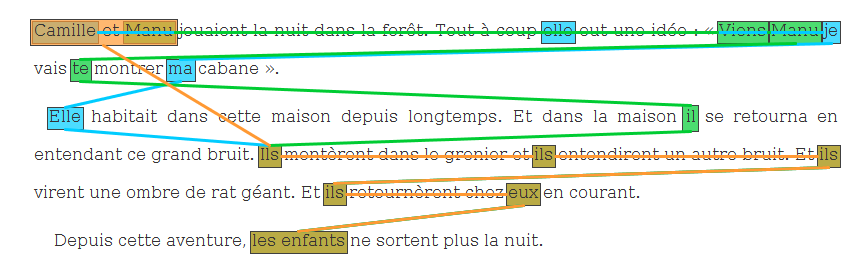 Camille et Manu jouaient la nuit dans la forêt. Tout à coup elle eut une idée : « Viens Manu je
vais te montrer ma cabane ».
Elle habitait dans cette maison depuis longtemps. Et dans la maison il se retourna en
entendant ce grand bruit. Ils montèrent dans le grenier et ils entendirent un autre bruit. Et ils
virent une ombre de rat géant. Et ils retournèrent chez eux en courant.
Depuis cette aventure, les enfants ne sortent plus la nuit.